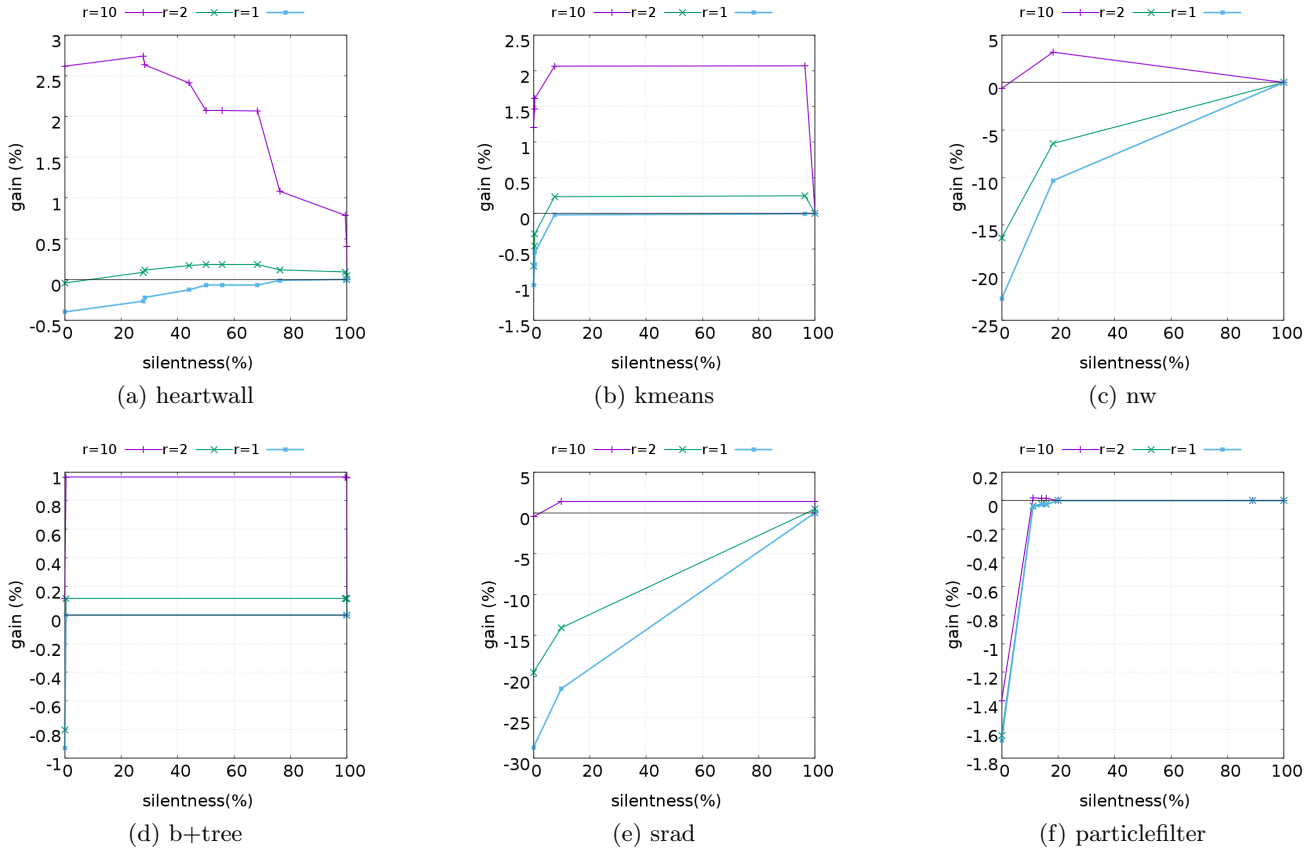 r=10 r=2 r=1
3
2.5
2
1.5
1
0.5
0
-0.5
gain (%)
0 20 40 60 80 100
silentness(%)
(a) heartwall
r=10 r=2 r=1
2.5
2
1.5
1
0.5
0
-0.5
-1
-1.5
gain (%)
0 20 40 60 80 100
silentness(%)
(b) kmeans
r=10 r=2 r=1
5
0
-5
-10
-15
-20
-25
gain (%)
0 20 40 60 80 100
silentness(%)
(c) nw
r=10 r=2 r=1
1
0.8
0.6
0.4
0.2
0
-0.2
-0.4
-0.6
-0.8
-1
gain (%)
0 20 40 60 80 100
silentness(%)
(d) b+tree
r=10 r=2 r=1
5
0
-5
-10
-15
-20
-25
-30
gain (%)
0 20 40 60 80 100
silentness(%)
(e) srad
r=10 r=2 r=1
0.2
0
-0.2
-0.4
-0.6
-0.8
-1
-1.2
-1.4
-1.6
-1.8
gain (%)
0 20 40 60 80 100
silentness(%)
(f) particlefilter